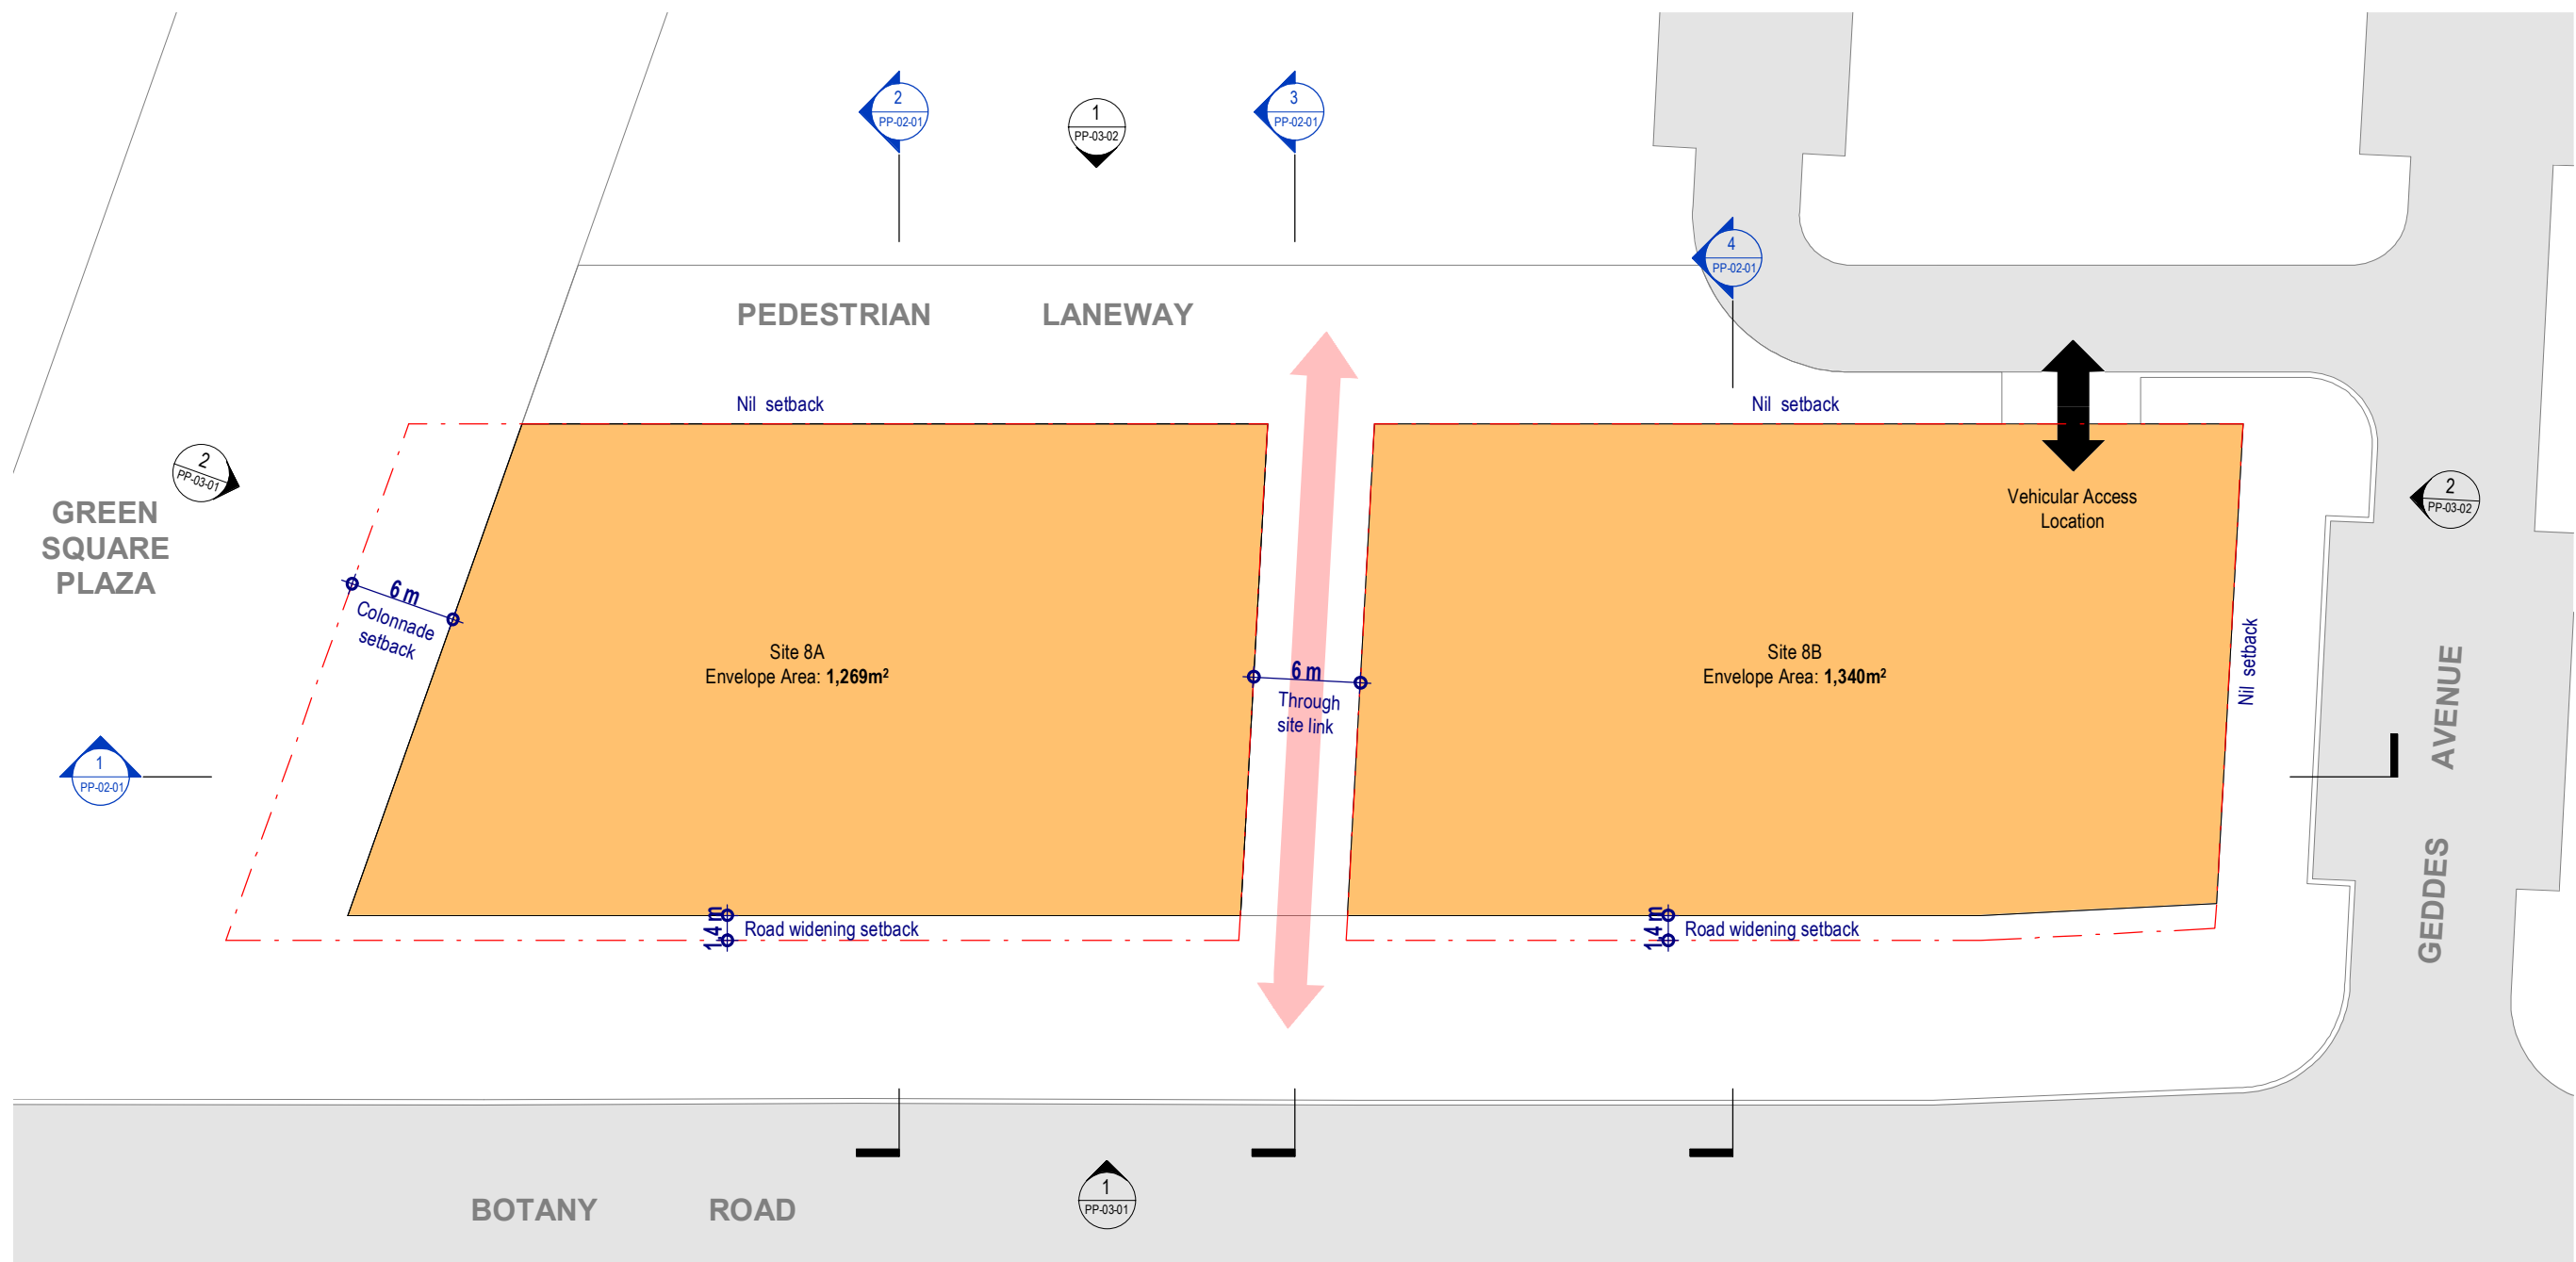 2
PP-02-01
1
PP-03-02
3
PP-02-01
4
PP-02-01
PEDESTRIAN LANEWAY
Nil setback
Nil setback
2
PP-03-01
GREEN
SQUARE
PLAZA
Vehicular Access
Location
2
PP-03-02
6 m
Colonnade
setback
Site 8A
Envelope Area: 1,269m²
6 m
Through
site link
Site 8B
Envelope Area: 1,340m²
Nil setback
GEDDES AVENUE
1
PP-02-01
1.4 m
Road widening setback
1.4 m
Road widening setback
BOTANY ROAD
1
PP-03-01